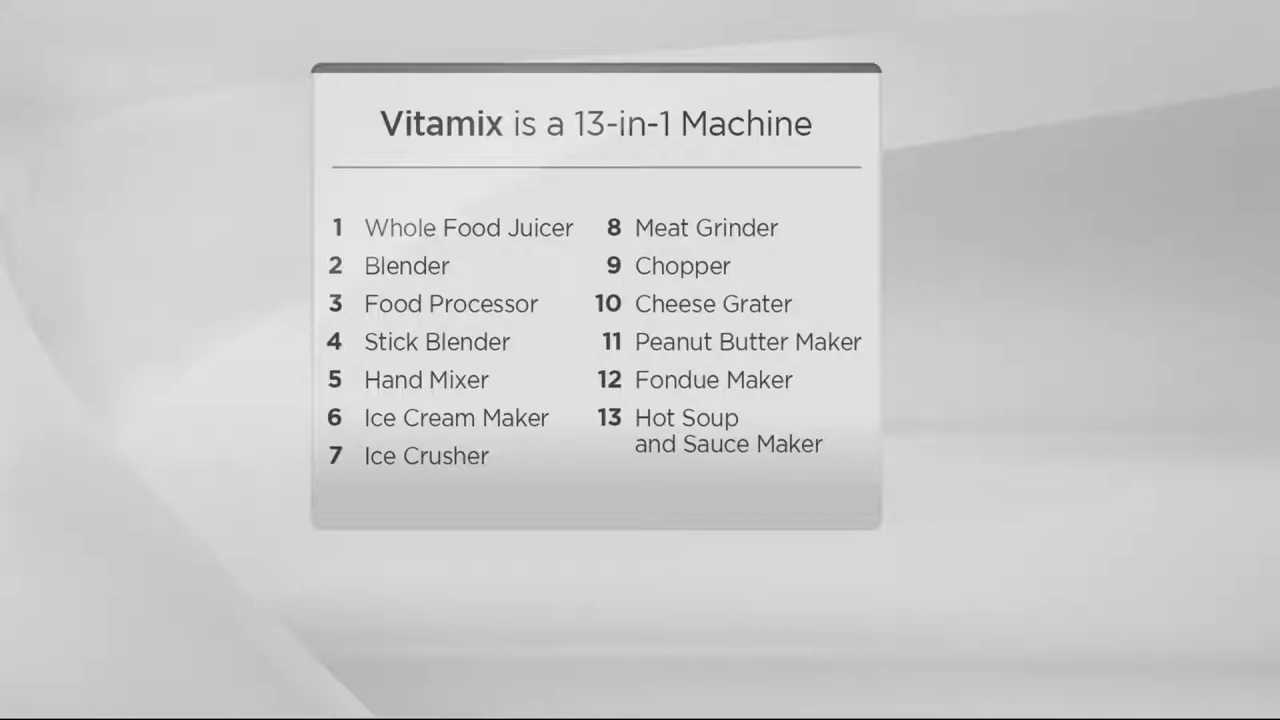 Vitamix is a 13-in-1 Machine
1 Whole Food Juicer
2 Blender
3 Food Processor
4 Stick Blender
5 Hand Mixer
6 Ice Cream Maker
7 Ice Crusher
8 Meat Grinder
9 Chopper
10 Cheese Grater
11 Peanut Butter Maker
12 Fondue Maker
13 Hot Soup
and Sauce Maker